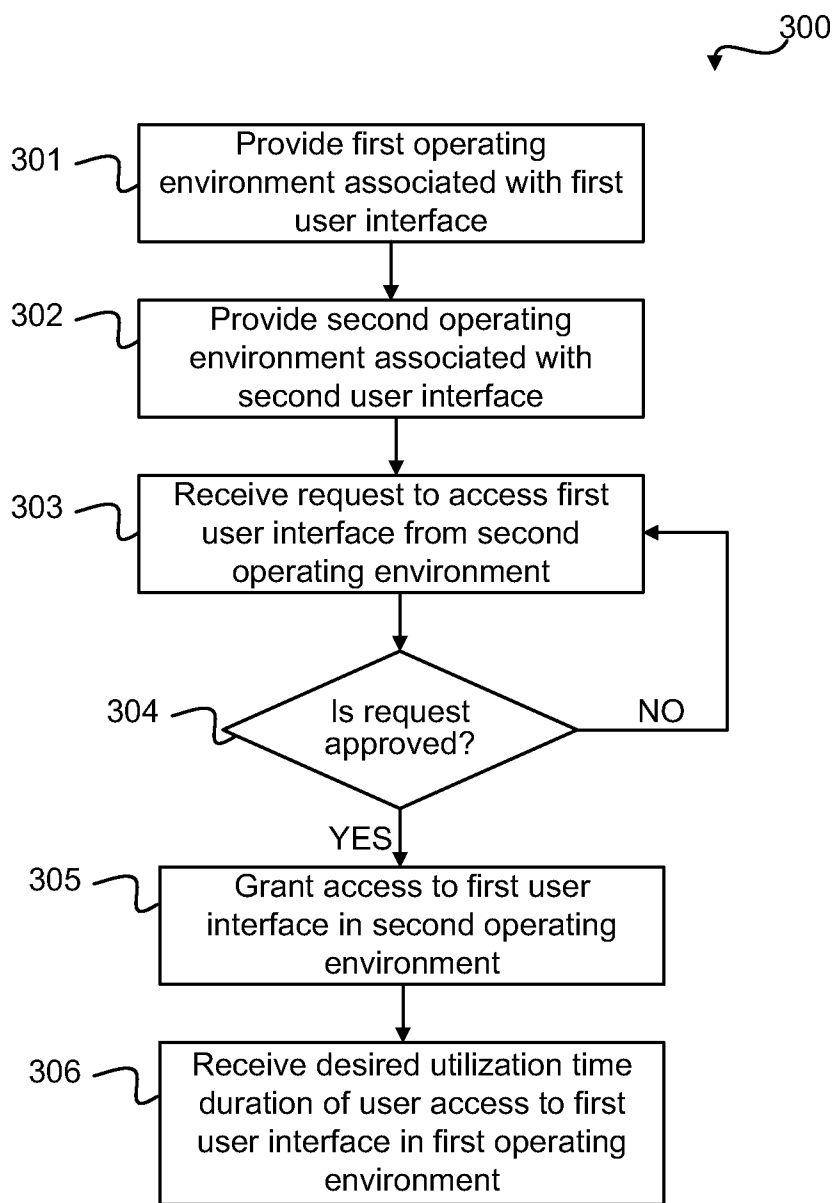 300
301
Provide first operating
environment associated with first
user interface
302
Provide second operating
environment associated with
second user interface
303
Receive request to access first
user interface from second
operating environment
304
Is request
approved?
NO
YES
305
Grant access to first user
interface in second operating
environment
306
Receive desired utilization time
duration of user access to first
user interface in first operating
environment